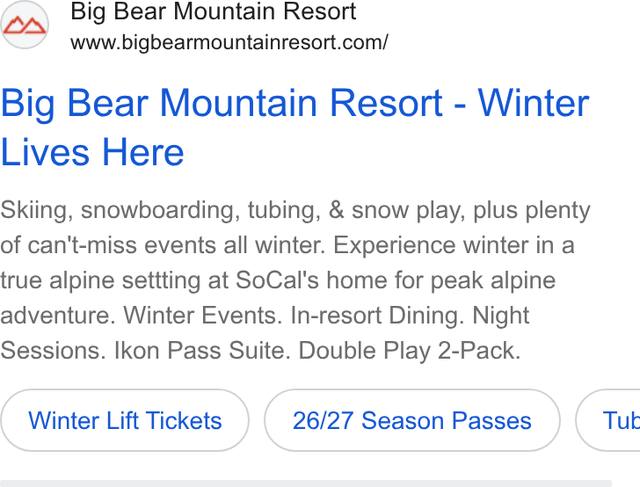 Big Bear Mountain Resort
www.bigbearmountainresort.com/
Big Bear Mountain Resort - Winter
Lives Here
Skiing, snowboarding, tubing, & snow play, plus plenty
of can't-miss events all winter. Experience winter in a
true alpine settting at SoCal's home for peak alpine
adventure. Winter Events. In-resort Dining. Night
Sessions. Ikon Pass Suite. Double Play 2-Pack.
Winter Lift Tickets 26/27 Season Passes